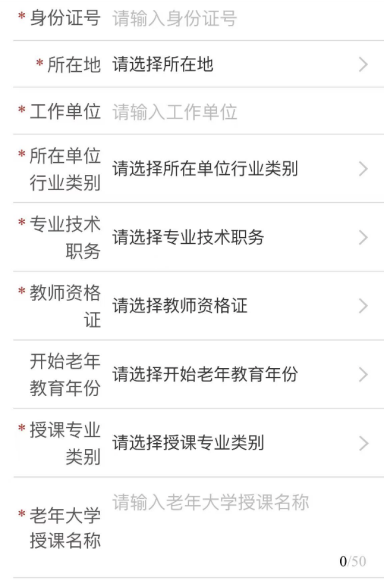 *身份证号 请输入身份证号
*所在地 请选择所在地
*工作单位 请输入工作单位
*所在单位
行业类别 请选择所在单位行业类别
*专业技术
职务 请选择专业技术职务
*教师资格
证 请选择教师资格证
开始老年
教育年份 请选择开始老年教育年份
*授课专业
类别 请选择授课专业类别
请输入老年大学授课名称
*老年大学
授课名称
0/50